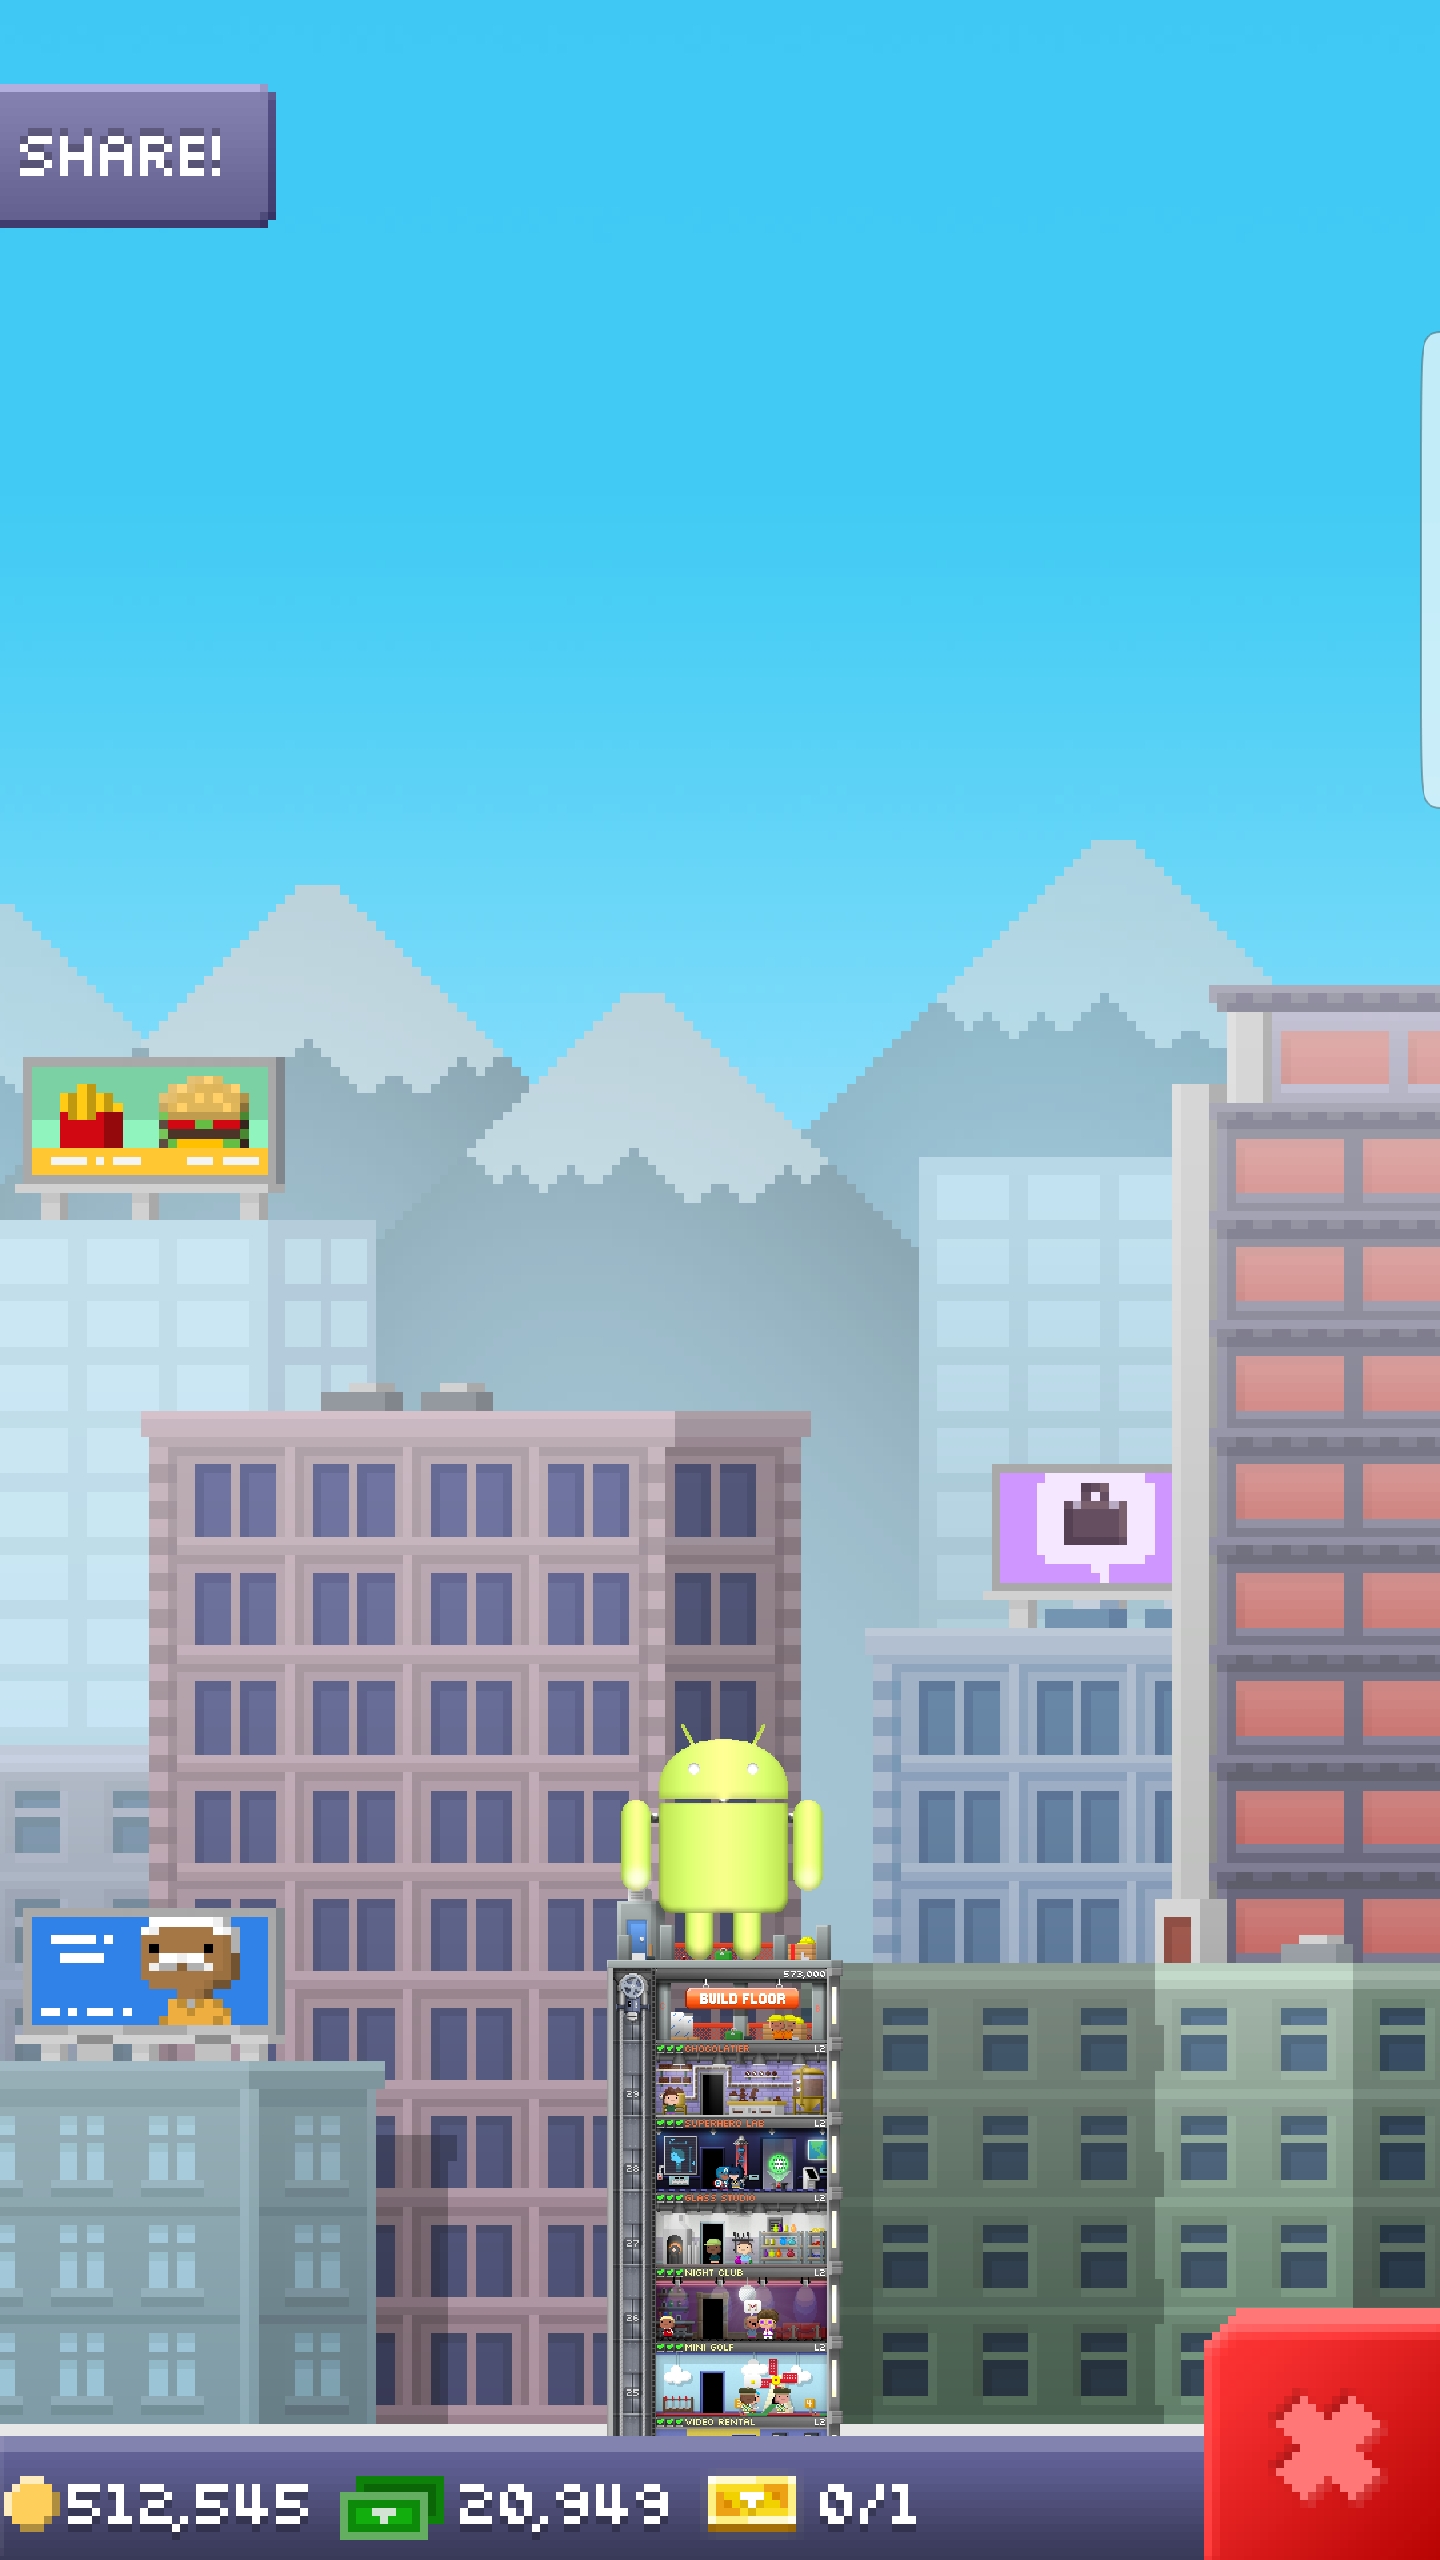 SHARE!
573,000
BUILD FLOOR
CHOCOLATIER L2
29
SUPERHERO LAB L2
28
GLASS STUDIO L2
27
NIGHT CLUB L2
26
MINI GOLF L2
25
VIDEO RENTAL L2
512,545 20,949 0/1